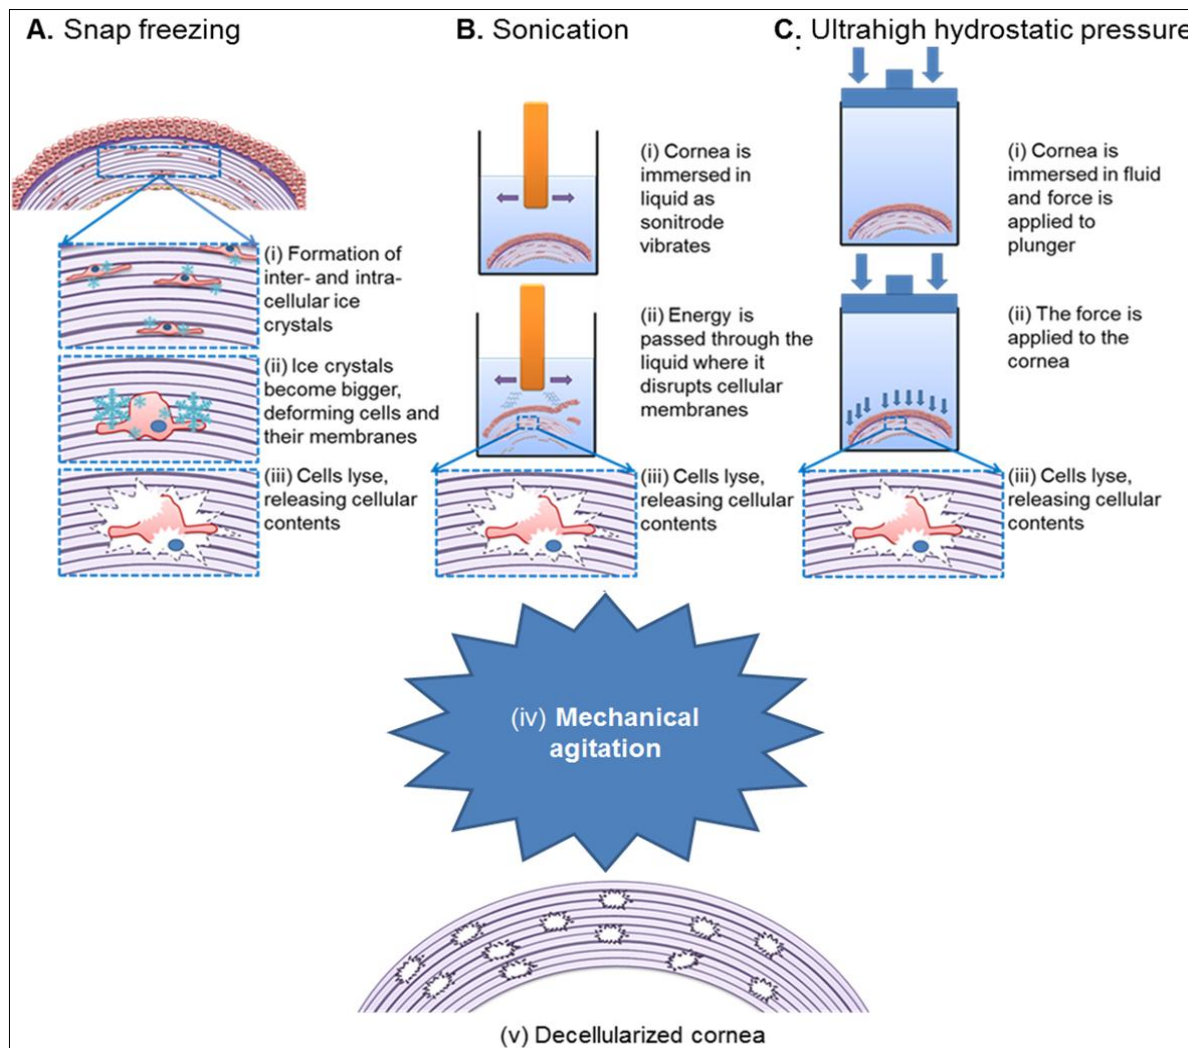 A. Snap freezing
(i) Formation of
inter- and intra-
cellular ice
crystals
(ii) Ice crystals
become bigger,
deforming cells and
their membranes
(iii) Cells lyse,
releasing cellular
contents
B. Sonication
(i) Cornea is
immersed in
liquid as
sonitrode
vibrates
(ii) Energy is
passed through the
liquid where it
disrupts cellular
membranes
(iii) Cells lyse,
releasing cellular
contents
C. Ultrahigh hydrostatic pressure
(i) Cornea is
immersed in fluid
and force is
applied to
plunger
(ii) The force is
applied to the
cornea
(iii) Cells lyse,
releasing cellular
contents
(iv) Mechanical
agitation
(v) Decellularized cornea